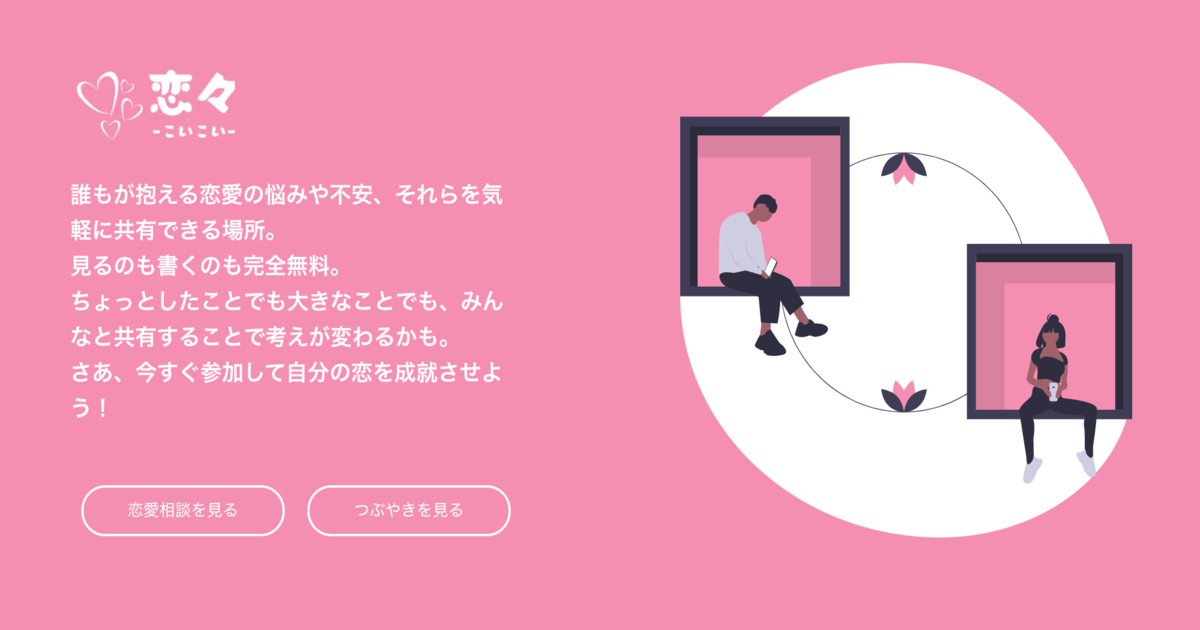 恋々
-こいこい-
誰もが抱える恋愛の悩みや不安、それらを気
軽に共有できる場所。
見るのも書くのも完全無料。
ちょっとしたことでも大きなことでも、みん
なと共有することで考えが変わるかも。
さあ、今すぐ参加して自分の恋を成就させよ
う！
恋愛相談を見る
つぶやきを見る